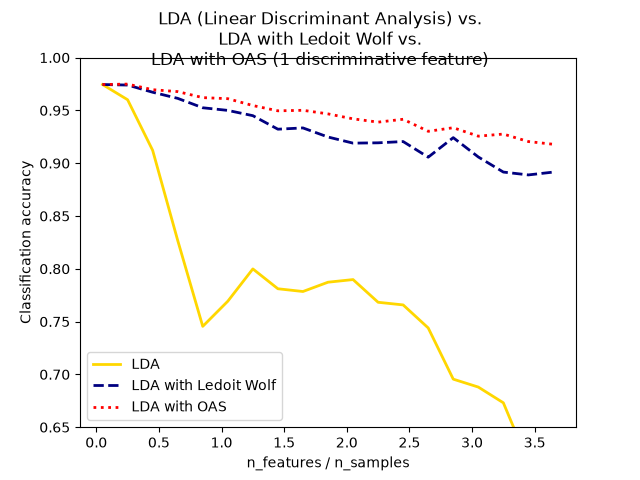 LDA (Linear Discriminant Analysis) vs.
LDA with Ledoit Wolf vs.
LDA with OAS (1 discriminative feature)
1.00
0.95
0.90
0.85
0.80
0.75
0.70
0.65
Classification accuracy
LDA
LDA with Ledoit Wolf
LDA with OAS
0.0 0.5 1.0 1.5 2.0 2.5 3.0 3.5
n_features / n_samples